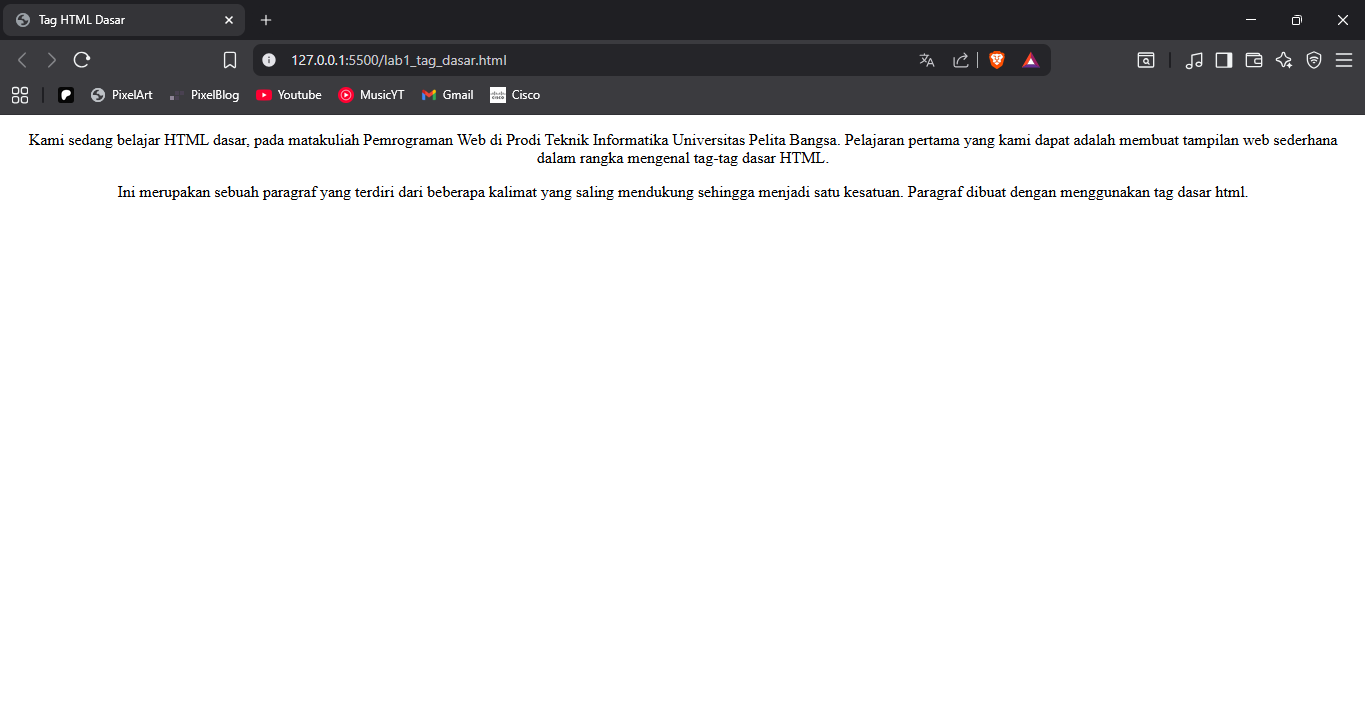 Tag HTML Dasar
127.0.0.1:5500/lab1_tag_dasar.html
PixelArt PixelBlog Youtube MusicYT Gmail Cisco
Kami sedang belajar HTML dasar, pada matakuliah Pemrograman Web di Prodi Teknik Informatika Universitas Pelita Bangsa. Pelajaran pertama yang kami dapat adalah membuat tampilan web sederhana
dalam rangka mengenal tag-tag dasar HTML.
Ini merupakan sebuah paragraf yang terdiri dari beberapa kalimat yang saling mendukung sehingga menjadi satu kesatuan. Paragraf dibuat dengan menggunakan tag dasar html.